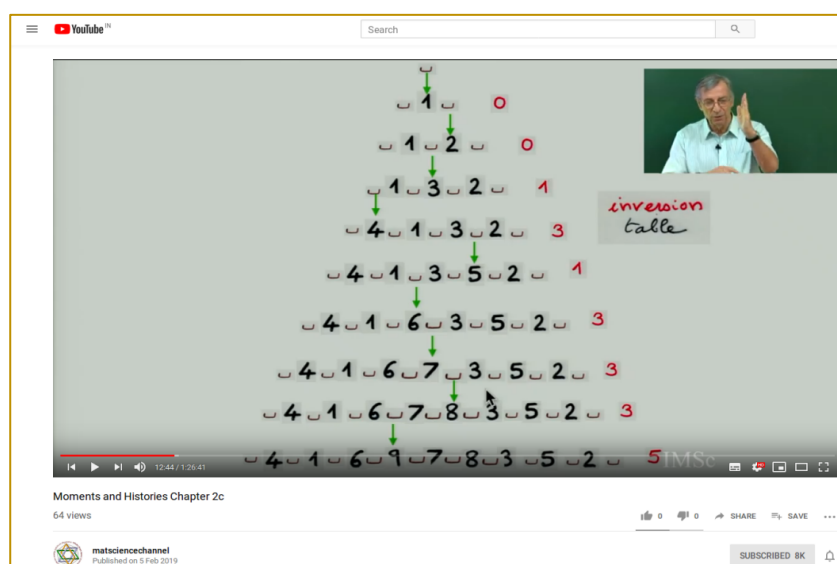 YouTube IN
Search
1 0
1 2 0
1 3 2 1
inversion
table
4 1 3 2 3
4 1 3 5 2 1
4 1 6 3 5 2 3
4 1 6 7 3 5 2 3
4 1 6 7 8 3 5 2 3
4 1 6 9 7 8 3 5 2 5
IMSc
12:44 / 1:26:41
Moments and Histories Chapter 2c
64 views
0 0 SHARE SAVE
matsciencechannel
Published on 5 Feb 2019
SUBSCRIBED 8K